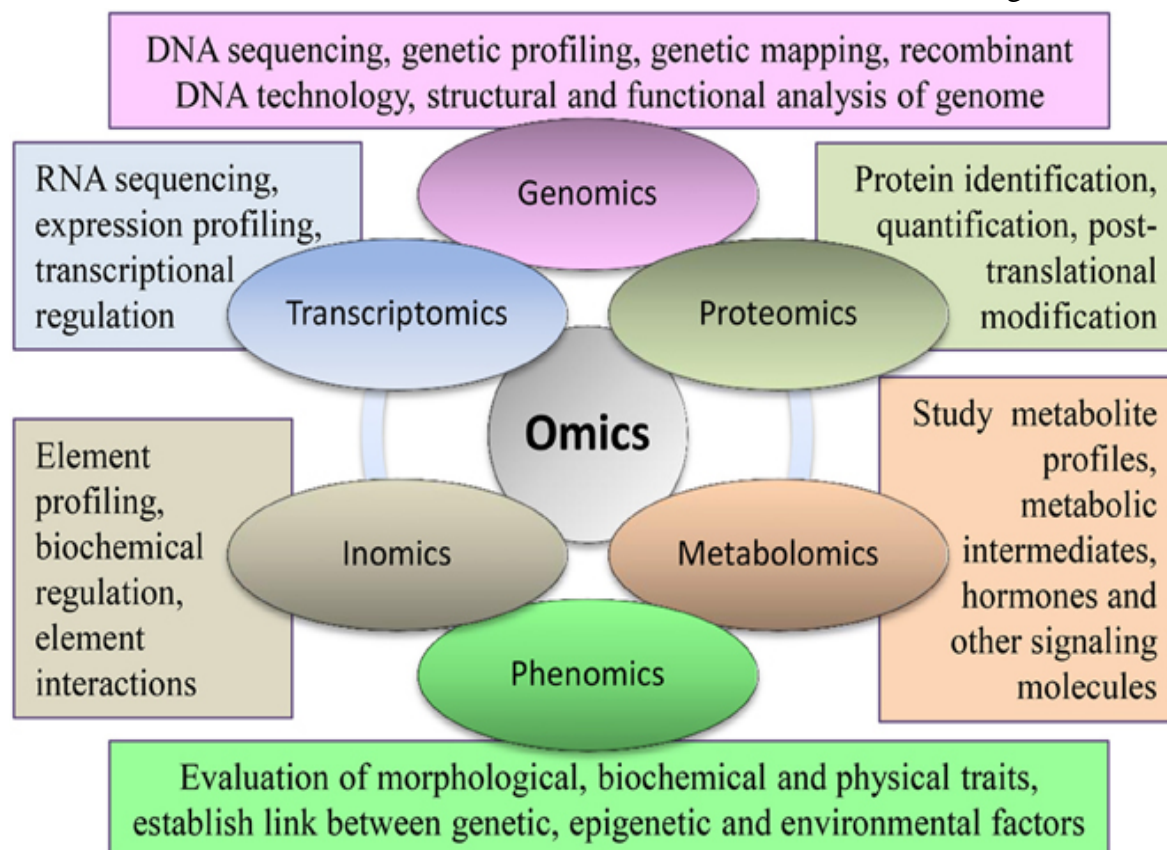 DNA sequencing, genetic profiling, genetic mapping, recombinant
DNA technology, structural and functional analysis of genome
Genomics
RNA sequencing,
expression profiling,
transcriptional
regulation
Transcriptomics
Protein identification,
quantification, post-
translational
modification
Proteomics
Omics
Element
profiling,
biochemical
regulation,
element
interactions
Inomics
Study metabolite
profiles,
metabolic
intermediates,
hormones and
other signaling
molecules
Metabolomics
Phenomics
Evaluation of morphological, biochemical and physical traits,
establish link between genetic, epigenetic and environmental factors